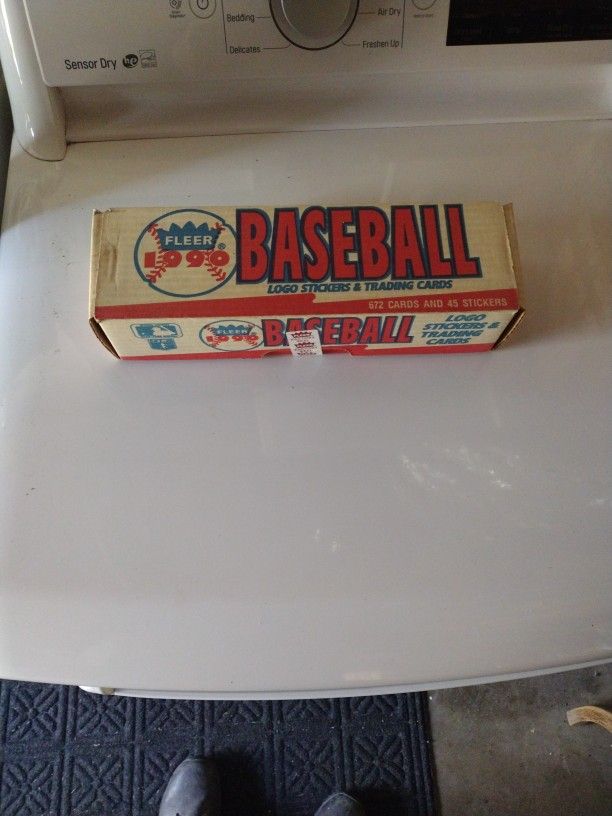 Bedding
Air Dry
Delicates
Freshen Up
Sensor Dry he
FLEER®
1990
BASEBALL
LOGO STICKERS & TRADING CARDS
672 CARDS AND 45 STICKERS
FLEER
1990
BASEBALL
LOGO
STICKERS &
TRADING
CARDS